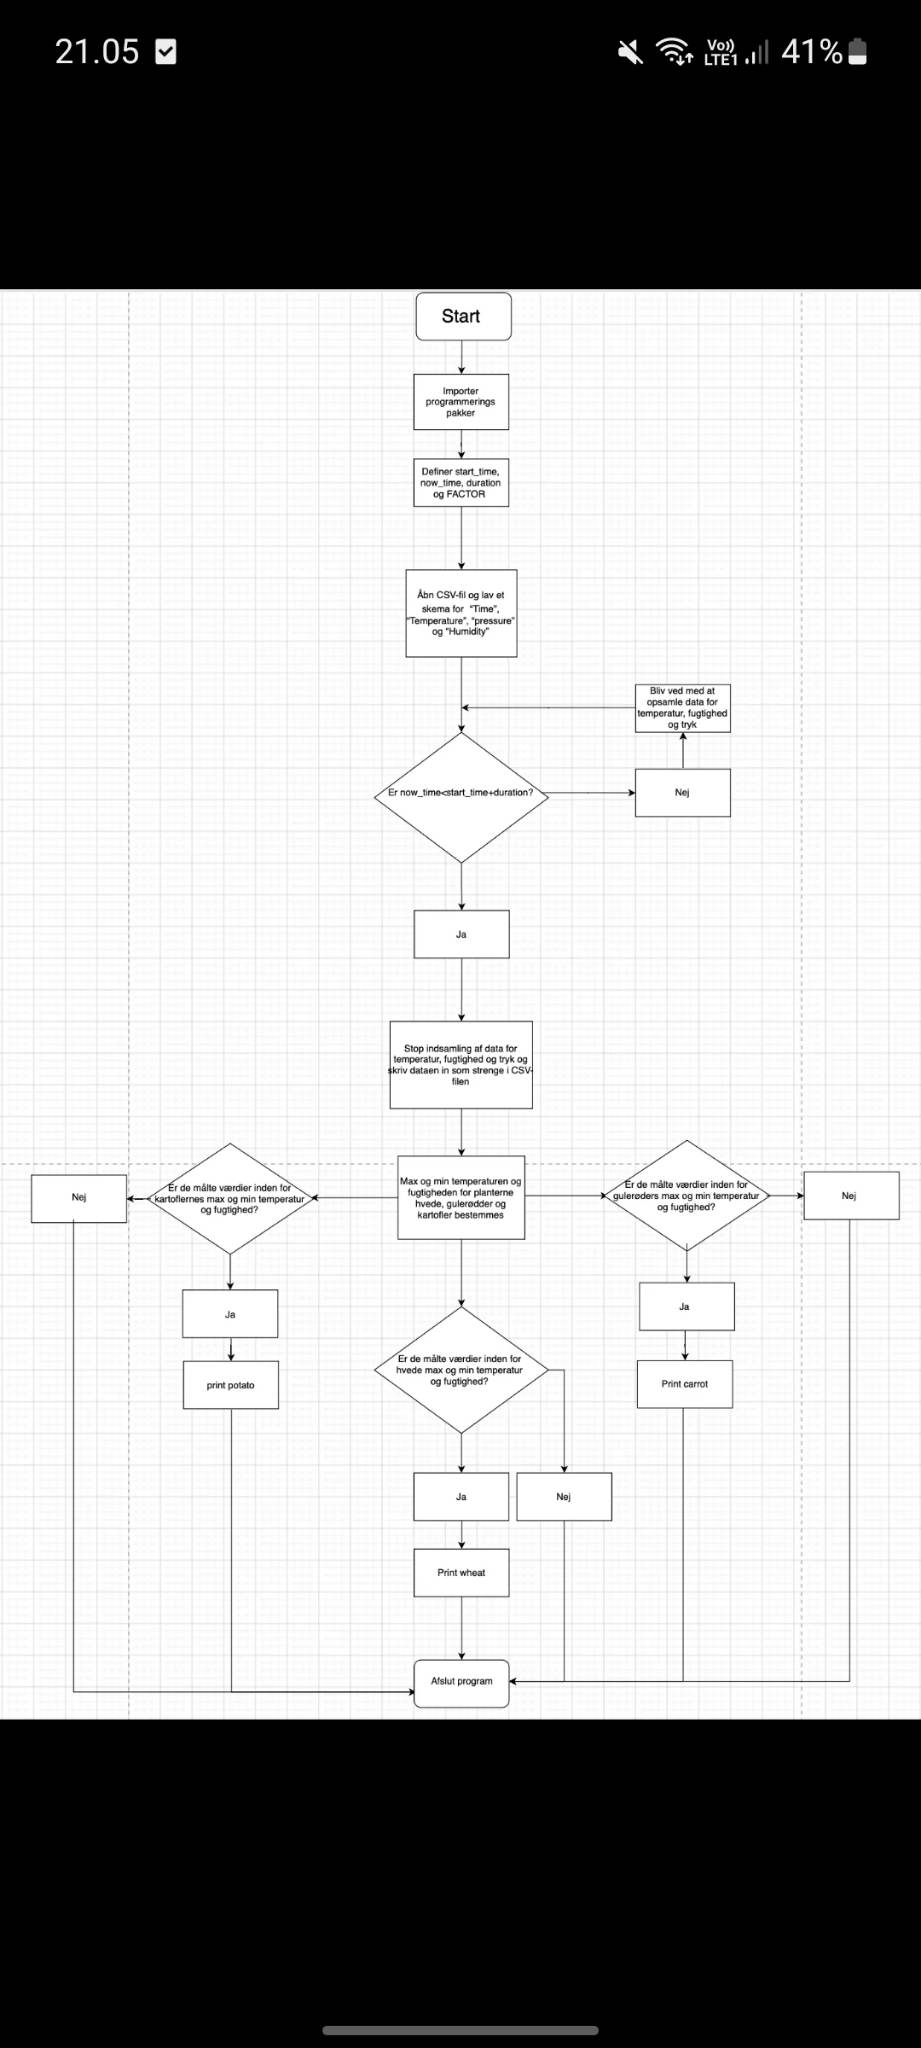 21.05
Vo))
LTE1
41%
Start
Importer
programmerings
pakker
Definer start_time,
now_time, duration
og FACTOR
Åbn CSV-fil og lav et
skema for "Time",
"Temperature", "pressure"
og "Humidity"
Bliv ved med at
opsamle data for
temperatur, fugtighed
og tryk
Er now_time<start_time+duration?
Nej
Ja
Stop indsamling af data for
temperatur, fugtighed og tryk og
skriv dataen in som strenge i CSV-
filen
Nej
Er de målte værdier inden for
kartoflernes max og min temperatur
og fugtighed?
Max og min temperaturen og
fugtigheden for planterne
hvede, gulerødder og
kartofler bestemmes
Er de målte værdier inden for
gulerøders max og min temperatur
og fugtighed?
Nej
Ja
Ja
print potato
Er de målte værdier inden for
hvede max og min temperatur
og fugtighed?
Print carrot
Ja
Nej
Print wheat
Afslut program